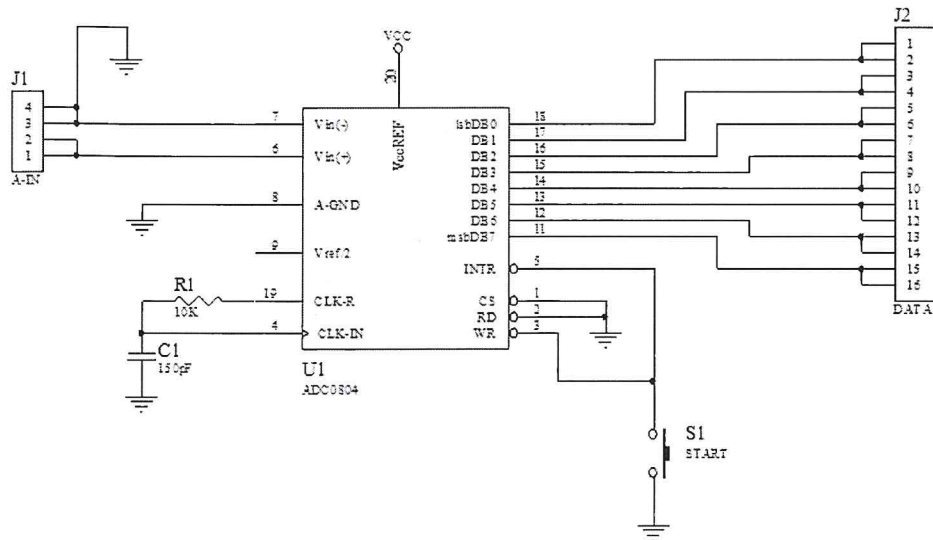 J2
VCC
20
J1
4
3
2
1
A-IN
7
6
8
9
19
4
Vin(-)
Vin(+)
A-GND
Vref/2
CLK-R
CLK-IN
VccREF
lsbDB0
DB1
DB2
DB3
DB4
DB5
DB6
msbDB7
INTR
CS
RD
WR
18
17
16
15
14
13
12
11
5
1
2
3
1
2
3
4
5
6
7
8
9
10
11
12
13
14
15
16
DATA
R1
10K
C1
150pF
U1
ADC0804
S1
START